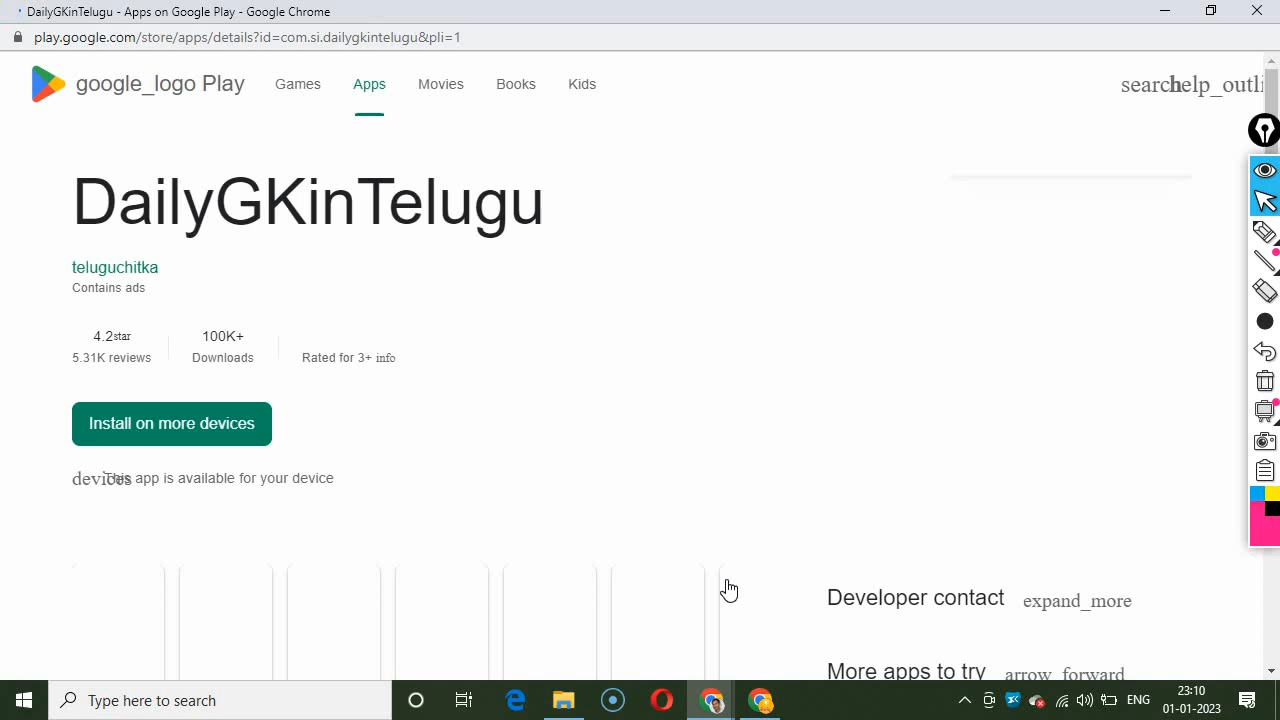 DailyGKinTelugu - Apps on Google Play - Google Chrome
play.google.com/store/apps/details?id=com.si.dailygkintelugu&pli=1
google_logo Play Games Apps Movies Books Kids search help_outli
DailyGKinTelugu
teluguchitka
Contains ads
4.2star 100K+
5.31K reviews Downloads Rated for 3+ info
Install on more devices
devices This app is available for your device
Developer contact expand_more
More apps to try arrow_forward
Type here to search
ENG
23:10
01-01-2023